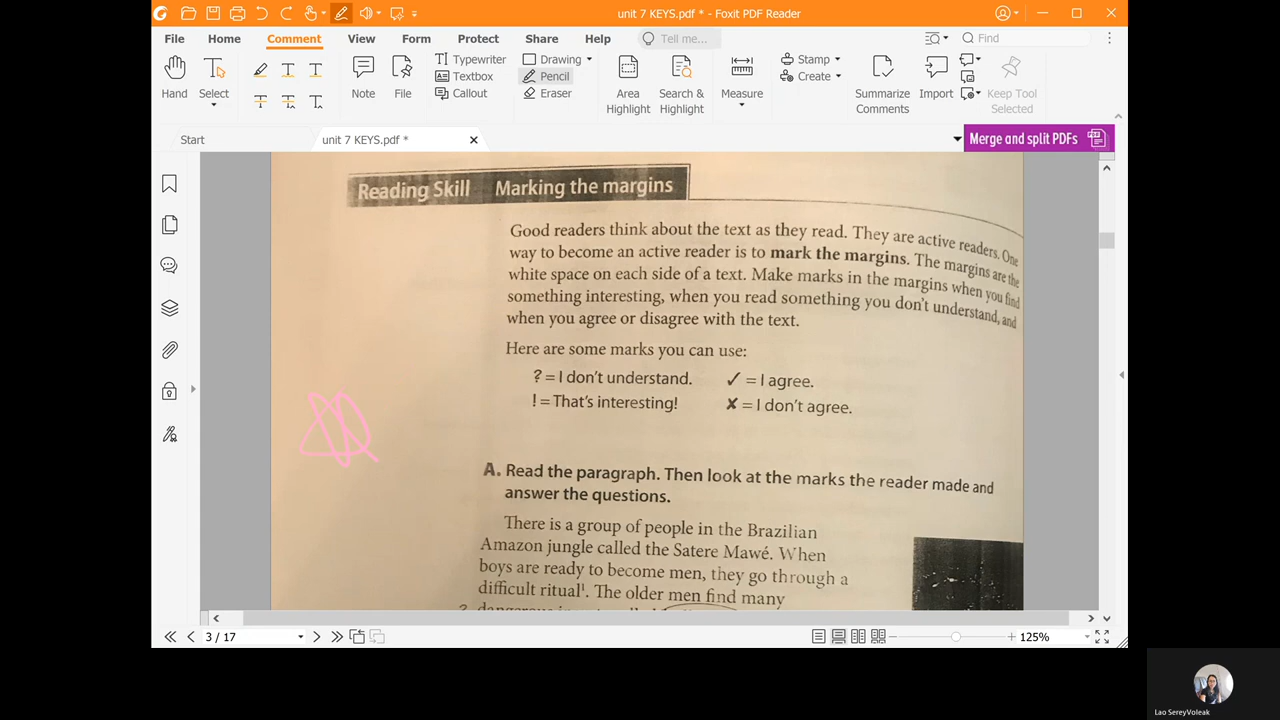 unit 7 KEYS.pdf * - Foxit PDF Reader
File Home Comment View Form Protect Share Help Tell me... Find
Hand Select Note File Typewriter Textbox Callout Drawing Pencil Eraser Area Highlight Search & Highlight Measure Stamp Create Summarize Comments Import Keep Tool Selected
Start unit 7 KEYS.pdf * Merge and split PDFs
Reading Skill Marking the margins
Good readers think about the text as they read. They are active readers. One
way to become an active reader is to mark the margins. The margins are the
white space on each side of a text. Make marks in the margins when you find
something interesting, when you read something you don't understand, and
when you agree or disagree with the text.
Here are some marks you can use:
? = I don't understand. ✓ = I agree.
! = That's interesting! ✗ = I don't agree.
A. Read the paragraph. Then look at the marks the reader made and
answer the questions.
There is a group of people in the Brazilian
Amazon jungle called the Satere Mawé. When
boys are ready to become men, they go through a
difficult ritual¹. The older men find many
3 / 17 125%
Lao SereyVoleak